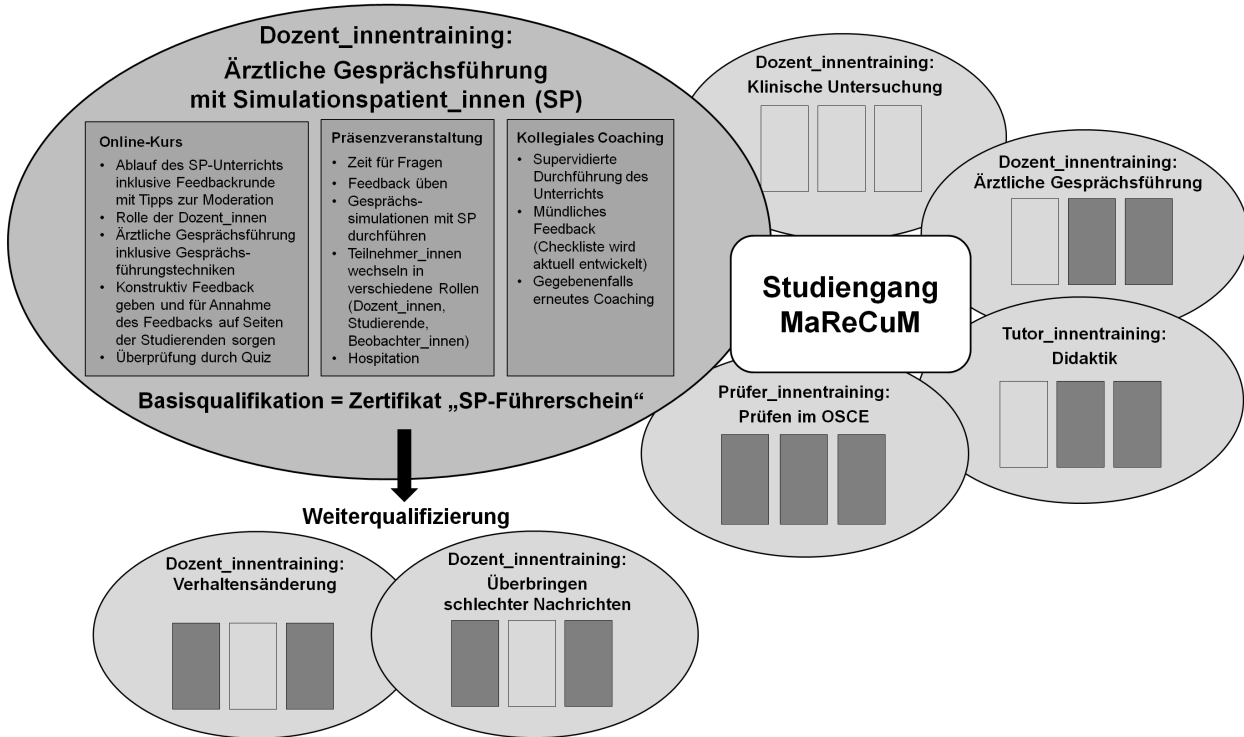 Dozent_innentraining:
Ärztliche Gesprächsführung
mit Simulationspatient_innen (SP)
Online-Kurs
• Ablauf des SP-Unterrichts
inklusive Feedbackrunde
mit Tipps zur Moderation
• Rolle der Dozent_innen
• Ärztliche Gesprächsführung
inklusive Gesprächs-
führungstechniken
• Konstruktiv Feedback
geben und für Annahme
des Feedbacks auf Seiten
der Studierenden sorgen
• Überprüfung durch Quiz
Präsenzveranstaltung
• Zeit für Fragen
• Feedback üben
• Gesprächs-
simulationen mit SP
durchführen
• Teilnehmer_innen
wechseln in
verschiedene Rollen
(Dozent_innen,
Studierende,
Beobachter_innen)
• Hospitation
Kollegiales Coaching
• Supervidierte
Durchführung des
Unterrichts
• Mündliches
Feedback
(Checkliste wird
aktuell entwickelt)
• Gegebenenfalls
erneutes Coaching
Basisqualifikation = Zertifikat „SP-Führerschein“
Weiterqualifizierung
Dozent_innentraining:
Verhaltensänderung
Dozent_innentraining:
Überbringen
schlechter Nachrichten
Dozent_innentraining:
Klinische Untersuchung
Dozent_innentraining:
Ärztliche Gesprächsführung
Studiengang
MaReCuM
Tutor_innentraining:
Didaktik
Prüfer_innentraining:
Prüfen im OSCE